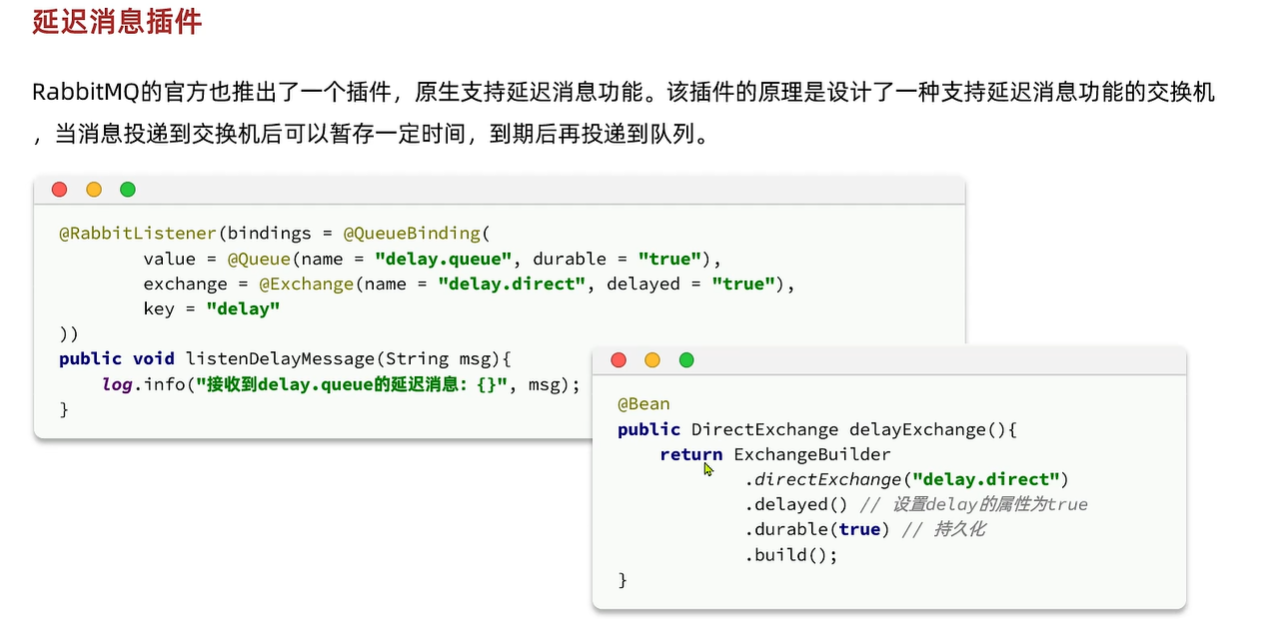 延迟消息插件
RabbitMQ的官方也推出了一个插件，原生支持延迟消息功能。该插件的原理是设计了一种支持延迟消息功能的交换机
，当消息投递到交换机后可以暂存一定时间，到期后再投递到队列。
@RabbitListener(bindings = @QueueBinding(
        value = @Queue(name = "delay.queue", durable = "true"),
        exchange = @Exchange(name = "delay.direct", delayed = "true"),
        key = "delay"
))
public void listenDelayMessage(String msg){
    log.info("接收到delay.queue的延迟消息：{}", msg);
}
@Bean
public DirectExchange delayExchange(){
    return ExchangeBuilder
            .directExchange("delay.direct")
            .delayed() // 设置delay的属性为true
            .durable(true) // 持久化
            .build();
}